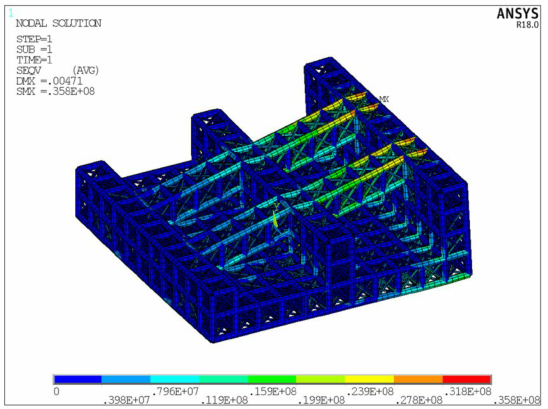 1
NODAL SOLUTION
ANSYS
R18.0
STEP=1
SUB =1
TIME=1
SEQV (AVG)
DMX =.00471
SMX =.358E+08
MX
0 .796E+07 .159E+08 .239E+08 .318E+08
.398E+07 .119E+08 .199E+08 .278E+08 .358E+08